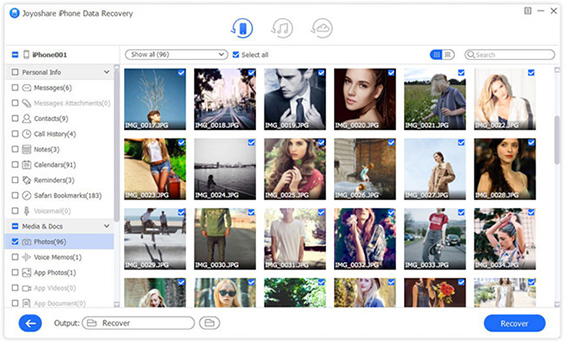 Joyoshare iPhone Data Recovery
iPhone001
Show all (96)
Select all
Search
Personal Info
Messages(6)
Messages Attachments(0)
Contacts(9)
Call History(4)
Notes(3)
Calendars(91)
Reminders(3)
Safari Bookmarks(183)
Voicemail(0)
Media & Docs
Photos(96)
Voice Memos(1)
App Photos(1)
App Videos(0)
App Document(0)
IMG_0017.JPG
IMG_0018.JPG
IMG_0019.JPG
IMG_0020.JPG
IMG_0021.JPG
IMG_0022.JPG
IMG_0023.JPG
IMG_0024.JPG
IMG_0025.JPG
IMG_0026.JPG
IMG_0027.JPG
IMG_0028.JPG
IMG_0029.JPG
IMG_0030.JPG
IMG_0031.JPG
IMG_0032.JPG
IMG_0033.JPG
IMG_0034.JPG
Output:
Recover
Recover